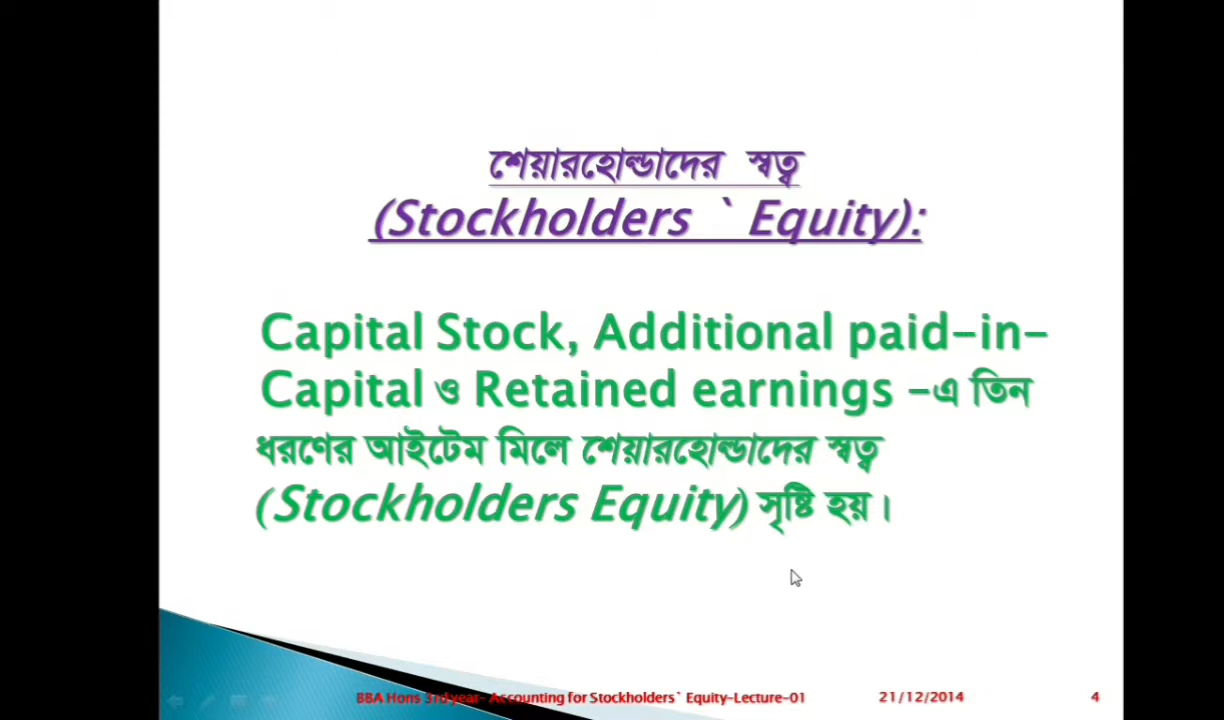 শেয়ারহোল্ডাদের স্বত্ব
(Stockholders ` Equity):
Capital Stock, Additional paid-in-
Capital ও Retained earnings -এ তিন
ধরণের আইটেম মিলে শেয়ারহোল্ডাদের স্বত্ব
(Stockholders Equity) সৃষ্টি হয়।
BBA Hons 3rd year- Accounting for Stockholders` Equity-Lecture-01 21/12/2014 4